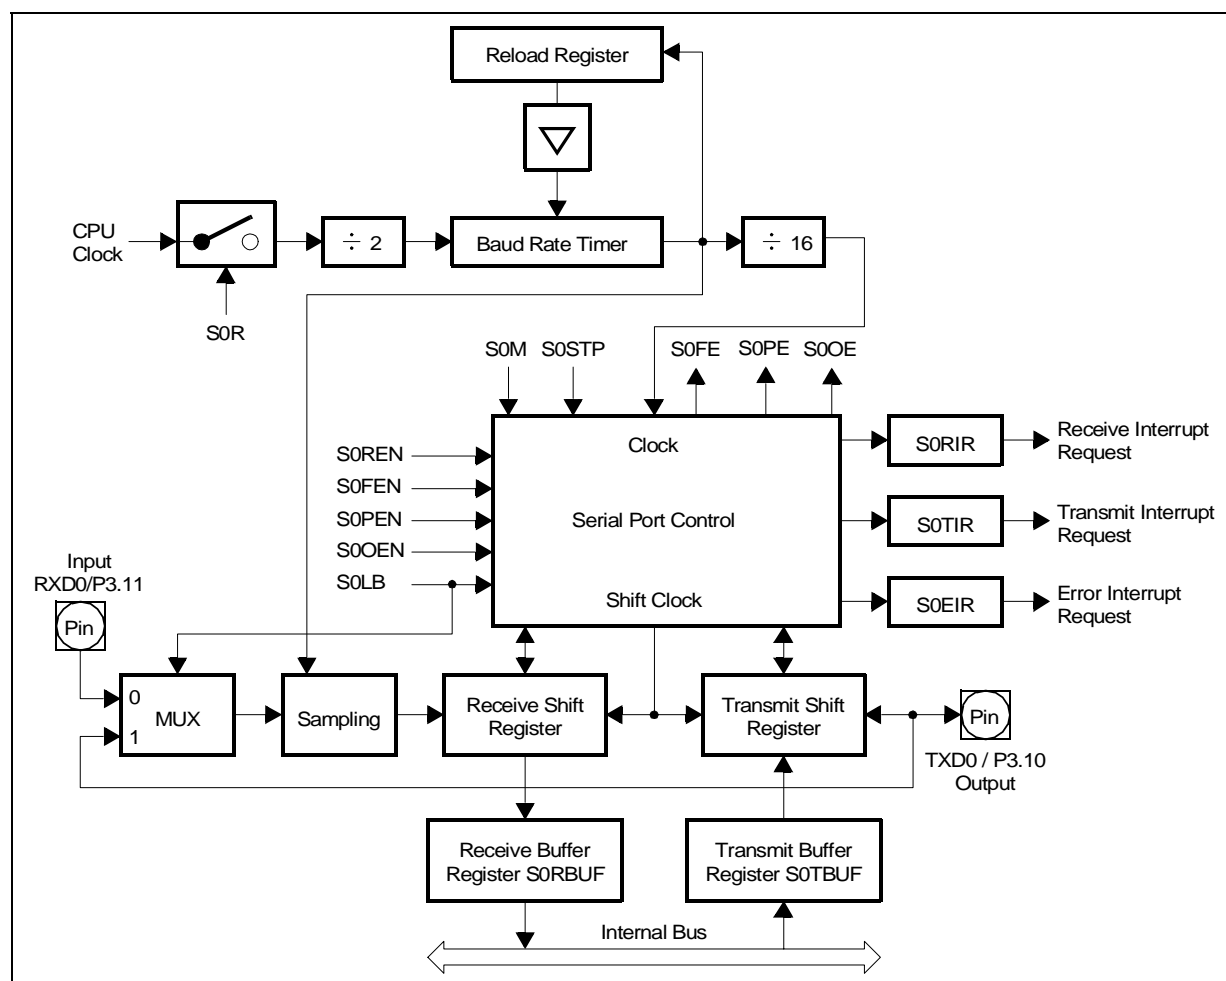 Reload Register
CPU
Clock
÷ 2
Baud Rate Timer
÷ 16
S0R
S0M
S0STP
S0FE
S0PE
S0OE
Clock
S0REN
S0FEN
S0PEN
S0OEN
S0LB
Serial Port Control
Shift Clock
S0RIR
Receive Interrupt
Request
S0TIR
Transmit Interrupt
Request
S0EIR
Error Interrupt
Request
Input
RXD0/P3.11
Pin
0
MUX
1
Sampling
Receive Shift
Register
Transmit Shift
Register
Pin
TXD0 / P3.10
Output
Receive Buffer
Register S0RBUF
Transmit Buffer
Register S0TBUF
Internal Bus